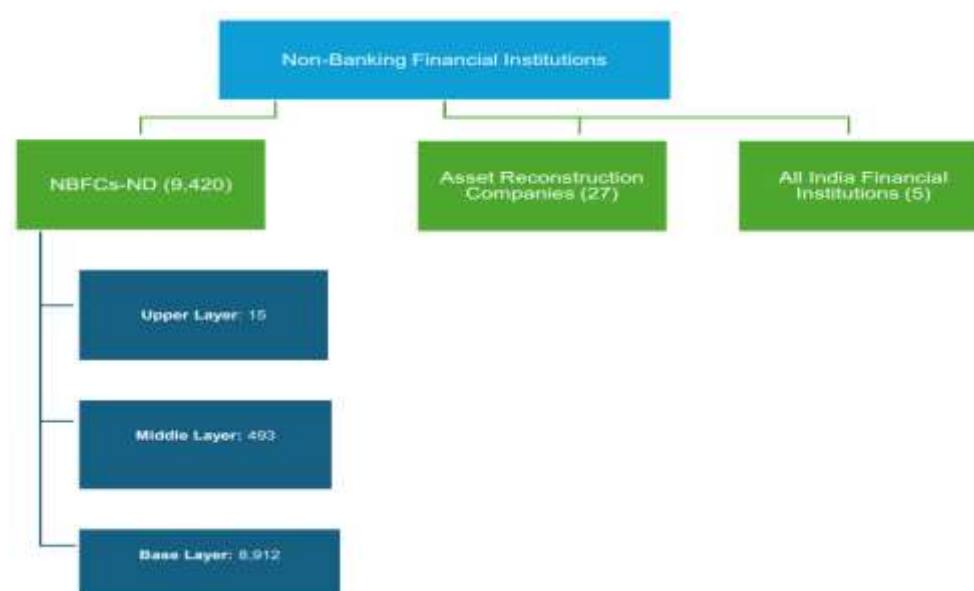 Non-Banking Financial Institutions
NBFCs-ND (9,420)
Asset Reconstruction
Companies (27)
All India Financial
Institutions (5)
Upper Layer: 15
Middle Layer: 493
Base Layer: 8,912